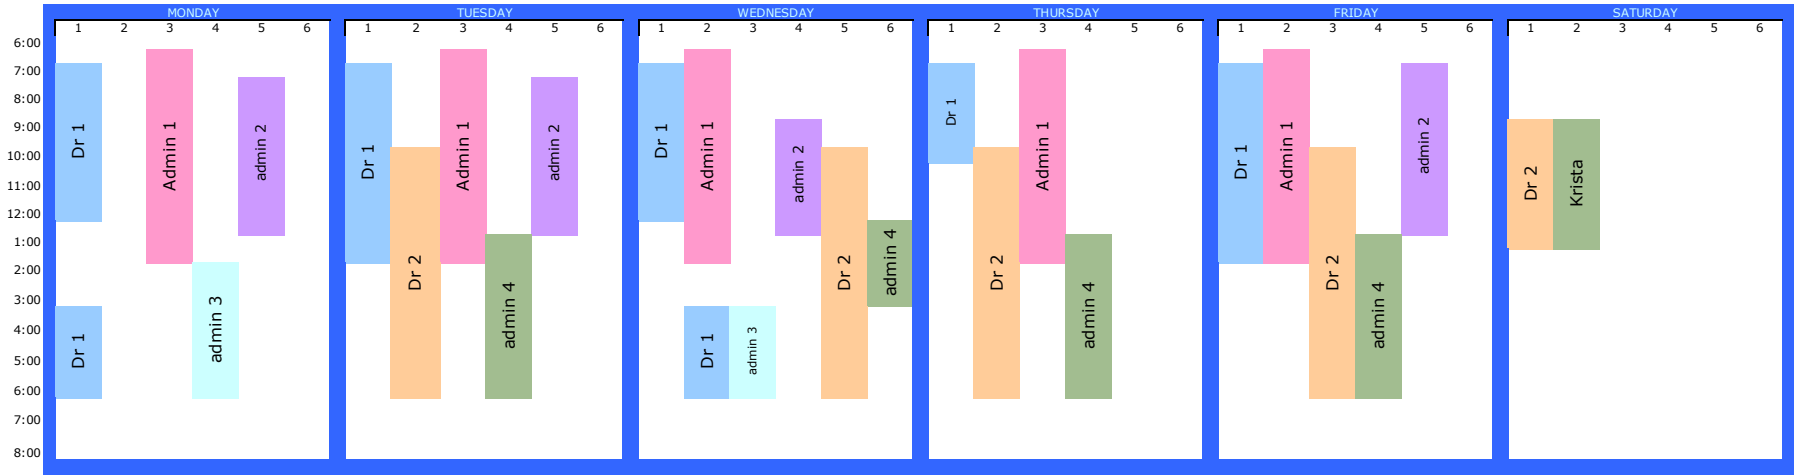 MONDAY TUESDAY WEDNESDAY THURSDAY FRIDAY SATURDAY
1 2 3 4 5 6 1 2 3 4 5 6 1 2 3 4 5 6 1 2 3 4 5 6 1 2 3 4 5 6 1 2 3 4 5 6
6:00
7:00
8:00
9:00
10:00
11:00
12:00
1:00
2:00
3:00
4:00
5:00
6:00
7:00
8:00
Dr 1
Dr 1
Admin 1
admin 3
admin 2
Dr 1
Dr 2
Admin 1
admin 4
admin 2
Dr 1
Admin 1
Dr 1
admin 3
admin 2
Dr 2
admin 4
Dr 1
Dr 2
Admin 1
admin 4
Dr 1
Admin 1
Dr 2
admin 4
admin 2
Dr 2
Krista